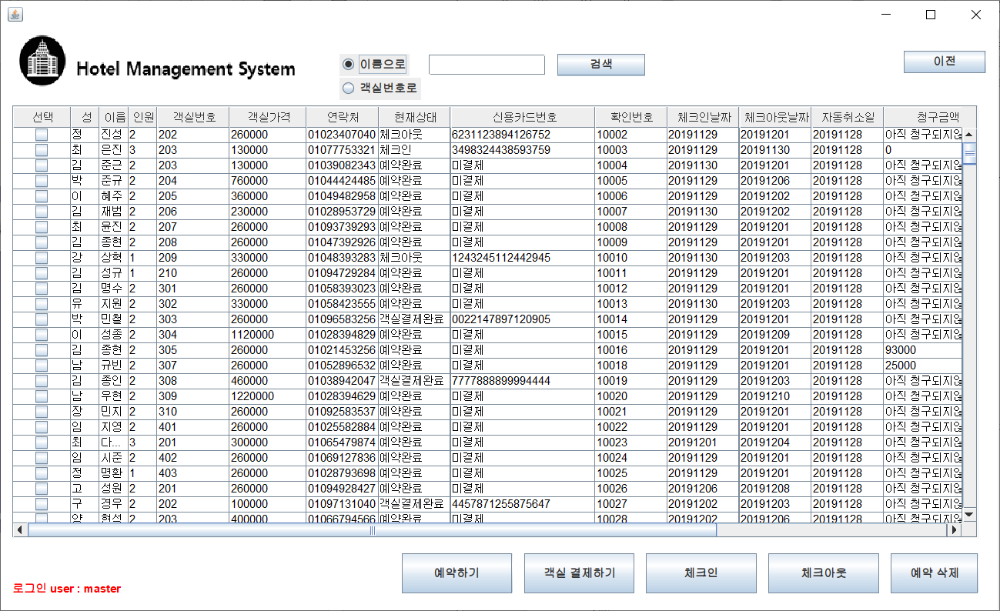 Hotel Management System
이름으로
검색
이전
객실번호로
선택 성 이름 인원 객실번호 객실가격 연락처 현재상태 신용카드번호 확인번호 체크인날짜 체크아웃날짜 자동취소일 청구금액
정 진성 2 202 260000 01023407040 체크아웃 6231123894126752 10002 20191129 20191201 20191128 아직 청구되지않
최 은진 3 203 130000 01077753321 체크인 3498324438593759 10003 20191129 20191130 20191128 0
김 준근 2 203 130000 01039082343 예약완료 미결제 10004 20191130 20191201 20191128 아직 청구되지않
박 준규 2 204 760000 01044424485 예약완료 미결제 10005 20191129 20191206 20191128 아직 청구되지않
이 혜주 2 205 360000 01049482958 예약완료 미결제 10006 20191129 20191202 20191128 아직 청구되지않
김 재범 2 206 230000 01028953729 예약완료 미결제 10007 20191130 20191202 20191128 아직 청구되지않
최 윤진 2 207 260000 01093739293 예약완료 미결제 10008 20191129 20191201 20191128 아직 청구되지않
김 종현 2 208 260000 01047392926 예약완료 미결제 10009 20191129 20191201 20191128 아직 청구되지않
강 상혁 1 209 330000 01048393283 체크아웃 1243245112442945 10010 20191130 20191203 20191128 아직 청구되지않
김 성규 1 210 260000 01094729284 예약완료 미결제 10011 20191129 20191201 20191128 아직 청구되지않
김 명수 2 301 260000 01058393023 예약완료 미결제 10012 20191129 20191201 20191128 아직 청구되지않
유 지원 2 302 330000 01058423555 예약완료 미결제 10013 20191130 20191203 20191128 아직 청구되지않
박 민철 2 303 260000 01096583256 객실결제완료 0022147897120905 10014 20191129 20191201 20191128 아직 청구되지않
이 성종 2 304 1120000 01028394829 예약완료 미결제 10015 20191129 20191209 20191128 아직 청구되지않
김 종현 2 305 260000 01021453256 예약완료 미결제 10016 20191129 20191201 20191128 93000
남 규빈 2 307 260000 01052896532 예약완료 미결제 10018 20191129 20191201 20191128 25000
김 종인 2 308 460000 01038942047 객실결제완료 7777888899994444 10019 20191129 20191203 20191128 아직 청구되지않
남 우현 2 309 1220000 01028394629 예약완료 미결제 10020 20191129 20191210 20191128 아직 청구되지않
장 민지 2 310 260000 01092583537 예약완료 미결제 10021 20191129 20191201 20191128 아직 청구되지않
임 지영 2 401 260000 01025582884 예약완료 미결제 10022 20191129 20191201 20191128 아직 청구되지않
최 다... 3 201 300000 01065479874 예약완료 미결제 10023 20191201 20191204 20191128 아직 청구되지않
임 시준 2 402 260000 01069127836 예약완료 미결제 10024 20191129 20191201 20191128 아직 청구되지않
정 명환 1 403 260000 01028793698 예약완료 미결제 10025 20191129 20191201 20191128 아직 청구되지않
고 성원 2 201 260000 01094928427 예약완료 미결제 10026 20191206 20191208 20191128 아직 청구되지않
구 경우 2 202 100000 01097131040 객실결제완료 4457871255875647 10027 20191202 20191203 20191128 아직 청구되지않
양 현석 2 203 400000 01066794566 예약완료 미결제 10028 20191202 20191206 20191128 아직 청구되지않
예약하기 객실 결제하기 체크인 체크아웃 예약 삭제
로그인 user : master